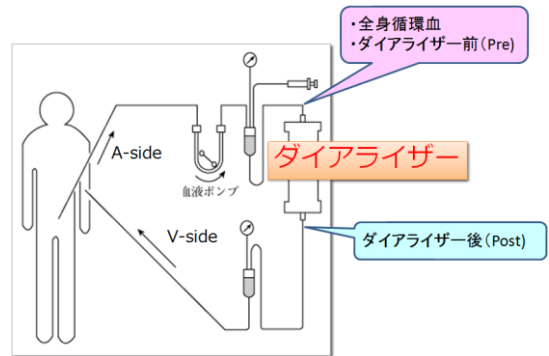 ・全身循環血
・ダイアライザー前（Pre）
A-side
ダイアライザー
血液ポンプ
V-side
ダイアライザー後（Post)